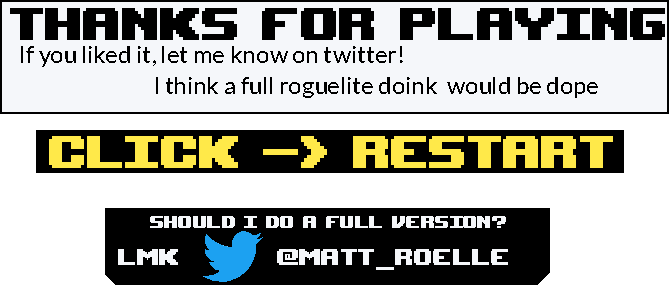 THANKS FOR PLAYING
If you liked it, let me know on twitter!
I think a full roguelite doink would be dope
CLICK -> RESTART
SHOULD I DO A FULL VERSION?
LMK @MATT_ROELLE